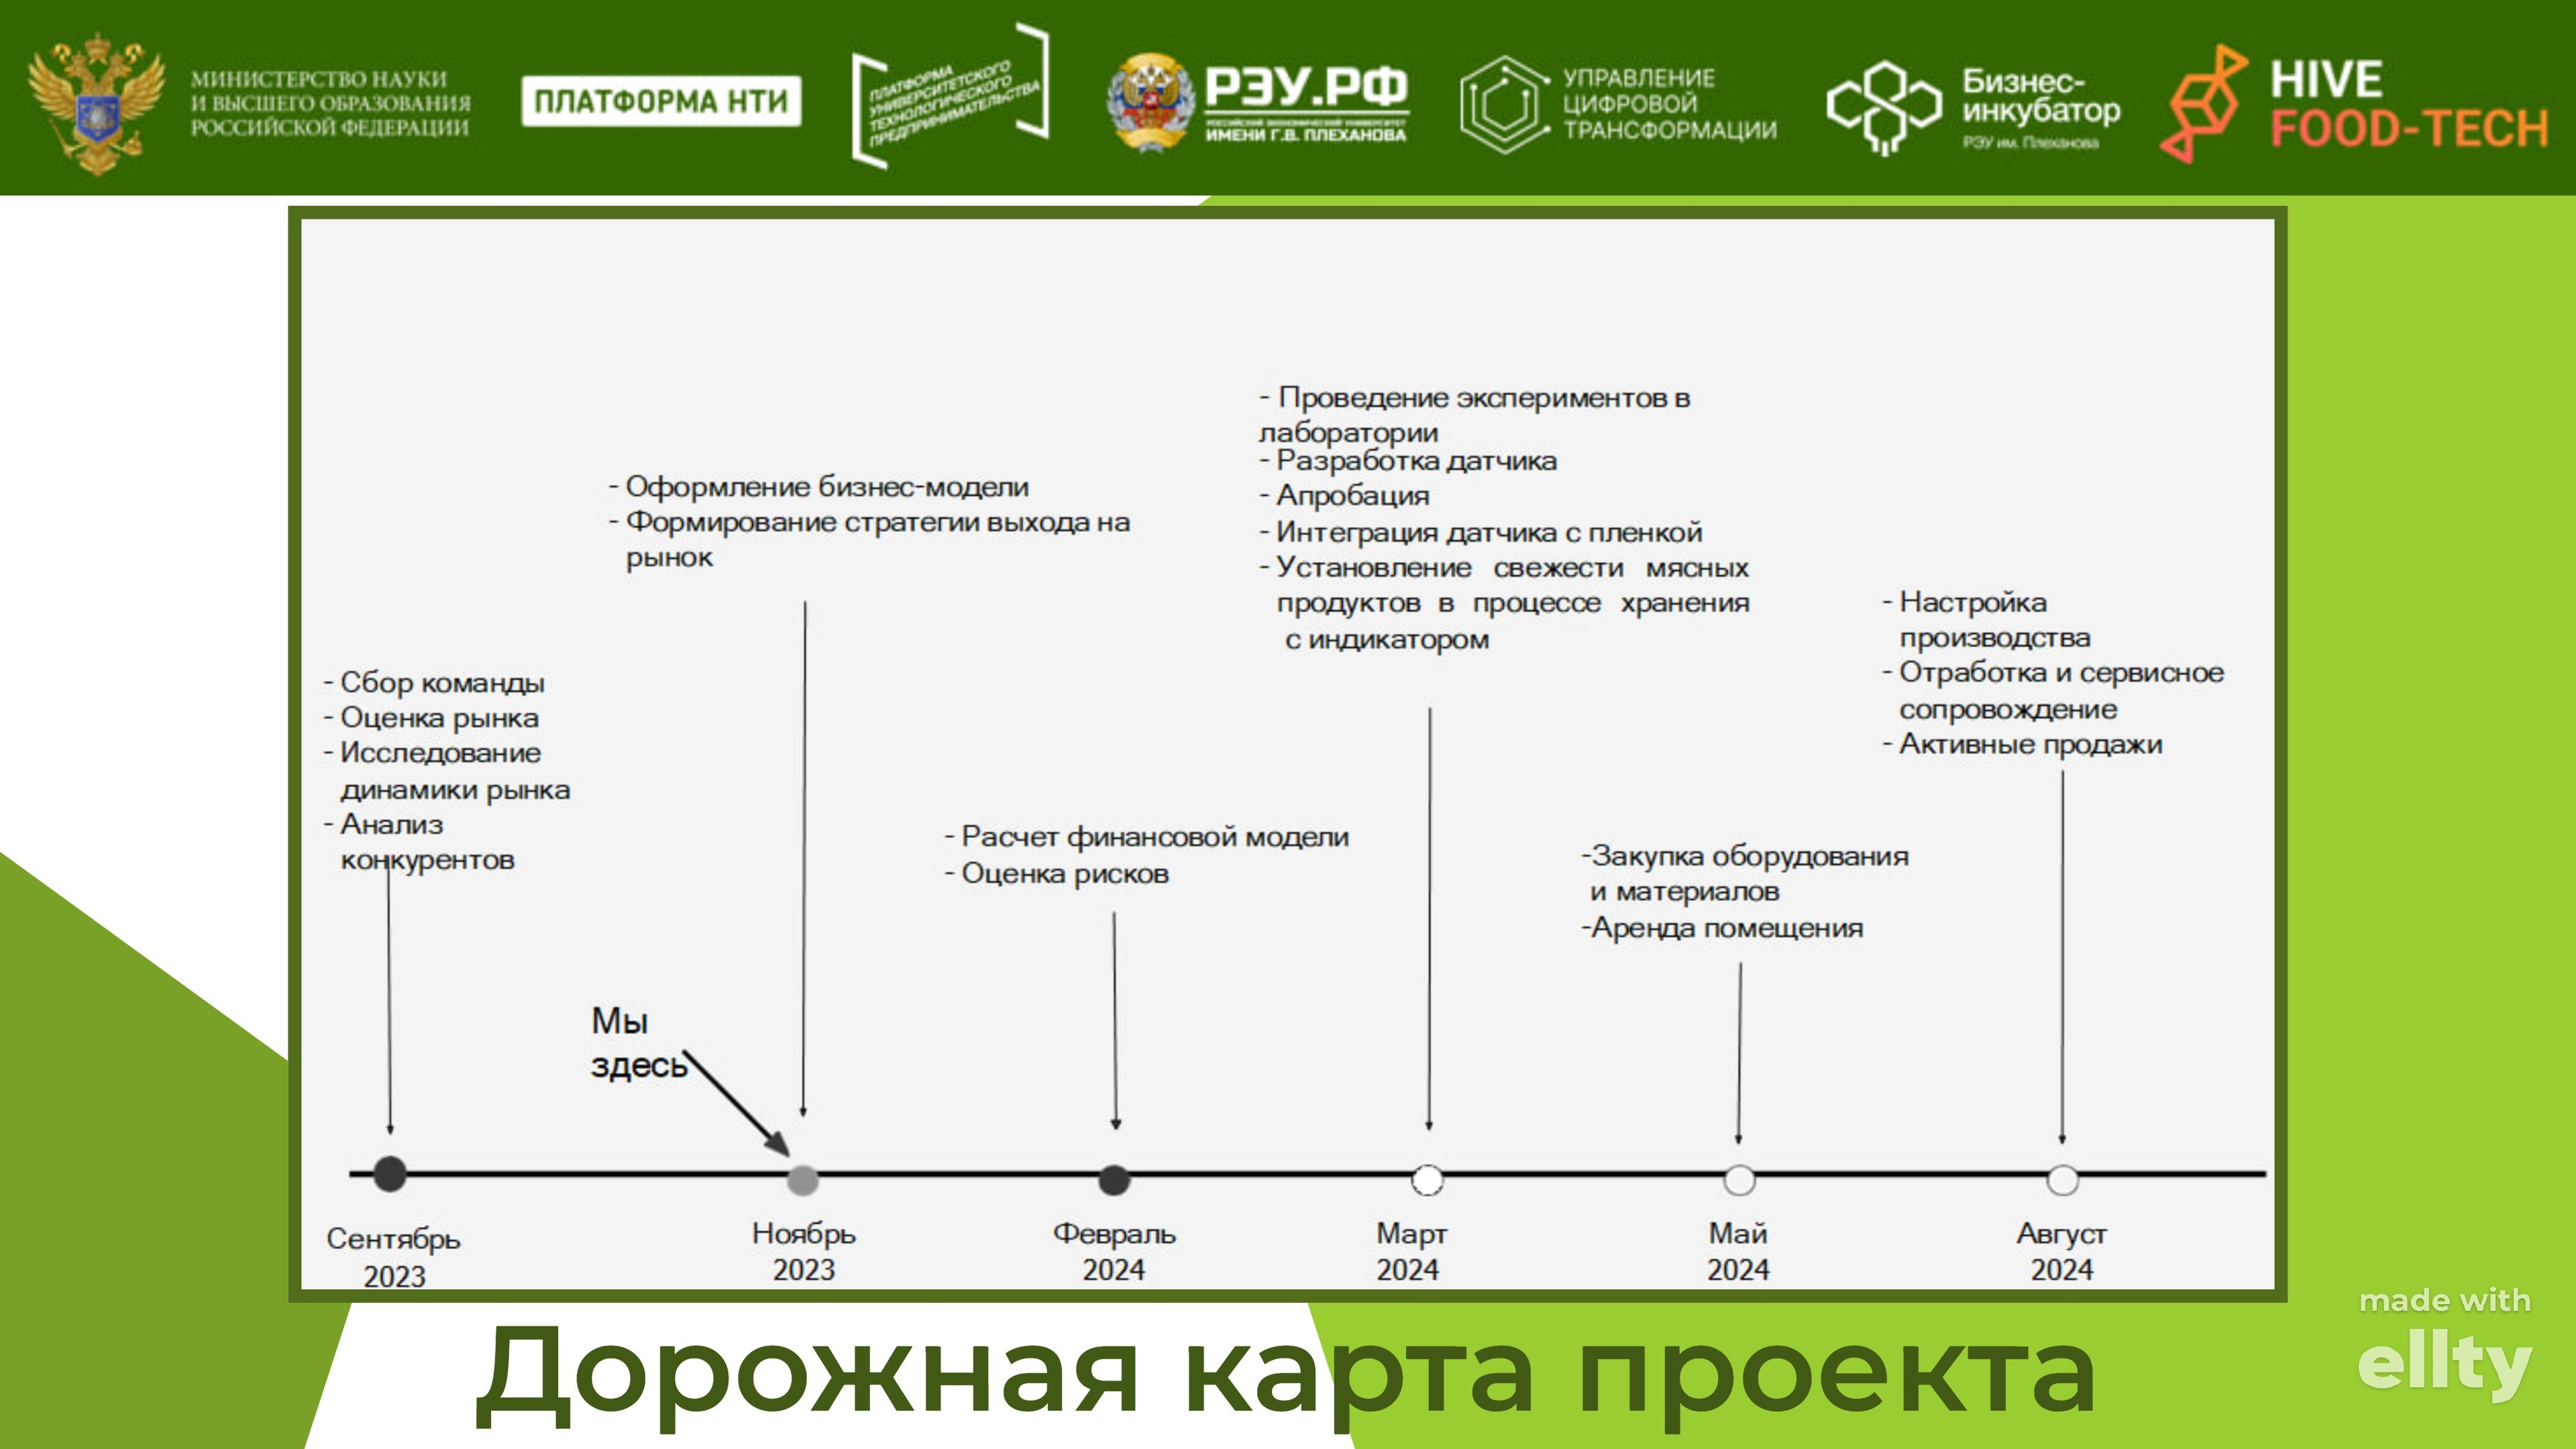 МИНИСТЕРСТВО НАУКИ
И ВЫСШЕГО ОБРАЗОВАНИЯ
РОССИЙСКОЙ ФЕДЕРАЦИИ
ПЛАТФОРМА НТИ
ПЛАТФОРМА
УНИВЕРСИТЕТСКОГО
ТЕХНОЛОГИЧЕСКОГО
ПРЕДПРИНИМАТЕЛЬСТВА
РЭУ.РФ
РОССИЙСКИЙ ЭКОНОМИЧЕСКИЙ УНИВЕРСИТЕТ
ИМЕНИ Г.В. ПЛЕХАНОВА
УПРАВЛЕНИЕ
ЦИФРОВОЙ
ТРАНСФОРМАЦИИ
Бизнес-
инкубатор
РЭУ им. Плеханова
HIVE
FOOD-TECH
- Сбор команды
- Оценка рынка
- Исследование
динамики рынка
- Анализ
конкурентов
- Оформление бизнес-модели
- Формирование стратегии выхода на
рынок
- Расчет финансовой модели
- Оценка рисков
- Проведение экспериментов в
лаборатории
- Разработка датчика
- Апробация
- Интеграция датчика с пленкой
- Установление свежести мясных
продуктов в процессе хранения
с индикатором
-Закупка оборудования
и материалов
-Аренда помещения
- Настройка
производства
- Отработка и сервисное
сопровождение
- Активные продажи
Мы
здесь
Сентябрь
2023
Ноябрь
2023
Февраль
2024
Март
2024
Май
2024
Август
2024
Дорожная карта проекта
made with
ellty